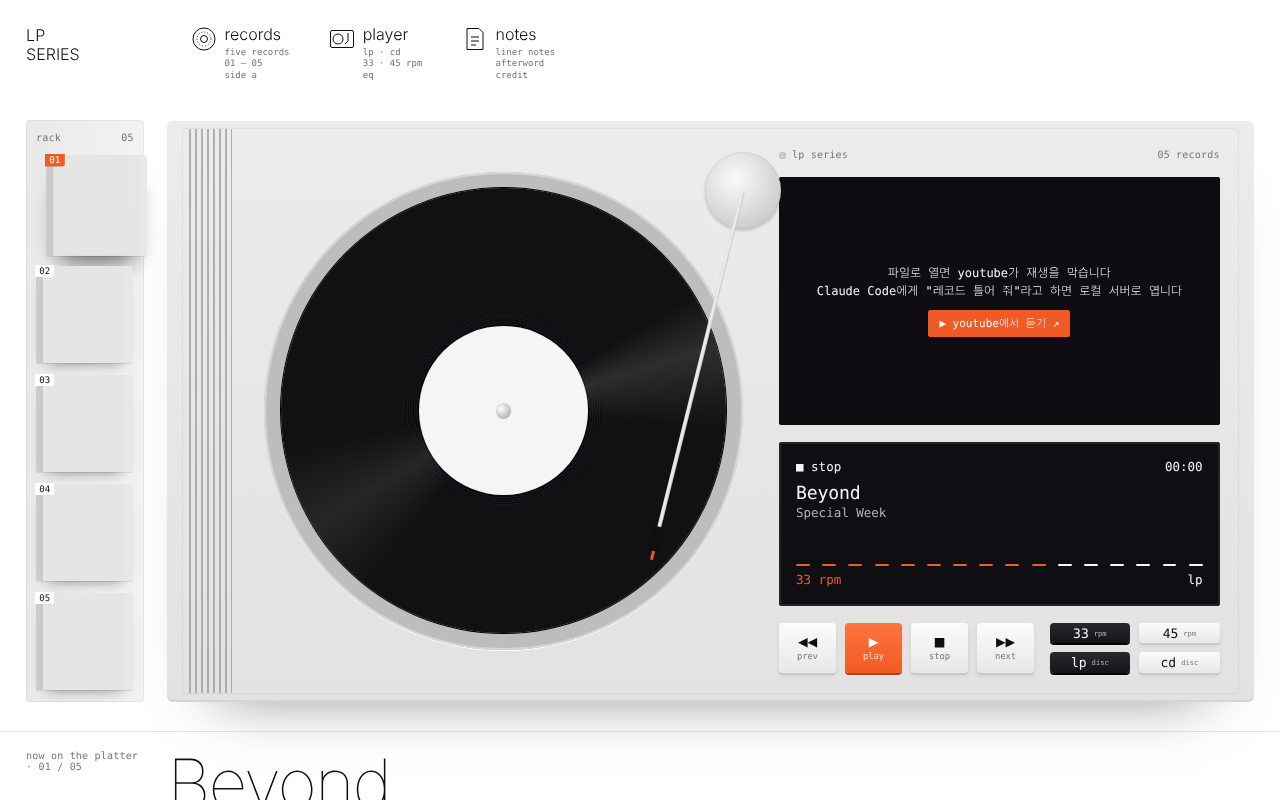 LP
SERIES
records
five records
01 — 05
side a
player
lp · cd
33 · 45 rpm
eq
notes
liner notes
afterword
credit
rack 05
01
02
03
04
05
lp series 05 records
파일로 열면 youtube가 재생을 막습니다
Claude Code에게 "레코드 틀어 줘"라고 하면 로컬 서버로 엽니다
▶ youtube에서 듣기 ↗
■ stop 00:00
Beyond
Special Week
33 rpm lp
◀◀ prev
▶ play
■ stop
▶▶ next
33 rpm
45 rpm
lp disc
cd disc
now on the platter
· 01 / 05
Beyond